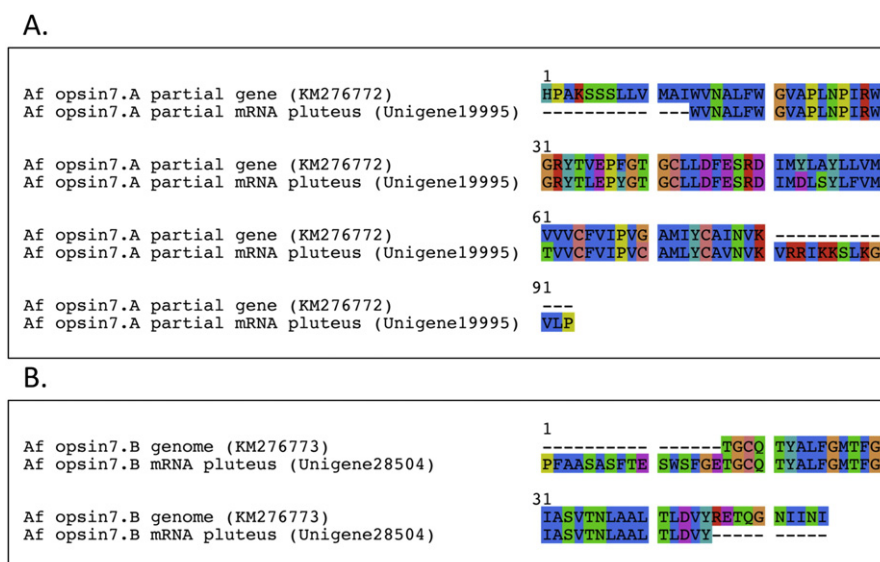 A.
1
Af opsin7.A partial gene (KM276772) HPAKSSSLLV MAIWVNALFW GVAPLNPIRW
Af opsin7.A partial mRNA pluteus (Unigene19995) ---------- ---WVNALFW GVAPLNPIRW
31
Af opsin7.A partial gene (KM276772) GRYTVEPFGT GCLLDFESRD IMYLAYLLVM
Af opsin7.A partial mRNA pluteus (Unigene19995) GRYTLEPYGT GCLLDFESRD IMDLSYLFVM
61
Af opsin7.A partial gene (KM276772) VVVCFVIPVG AMIYCAINVK ----------
Af opsin7.A partial mRNA pluteus (Unigene19995) TVVCFVIPVC AMLYCAVNVK VRRIKKSLKG
91
Af opsin7.A partial gene (KM276772) ---
Af opsin7.A partial mRNA pluteus (Unigene19995) VLP
B.
1
Af opsin7.B genome (KM276773) ---------- ------TGCQ TYALFGMTFG
Af opsin7.B mRNA pluteus (Unigene28504) PFAASASFTE SWSFGETGCQ TYALFGMTFG
31
Af opsin7.B genome (KM276773) IASVTNLAAL TLDVYRETQG NIINI
Af opsin7.B mRNA pluteus (Unigene28504) IASVTNLAAL TLDVY----- -----